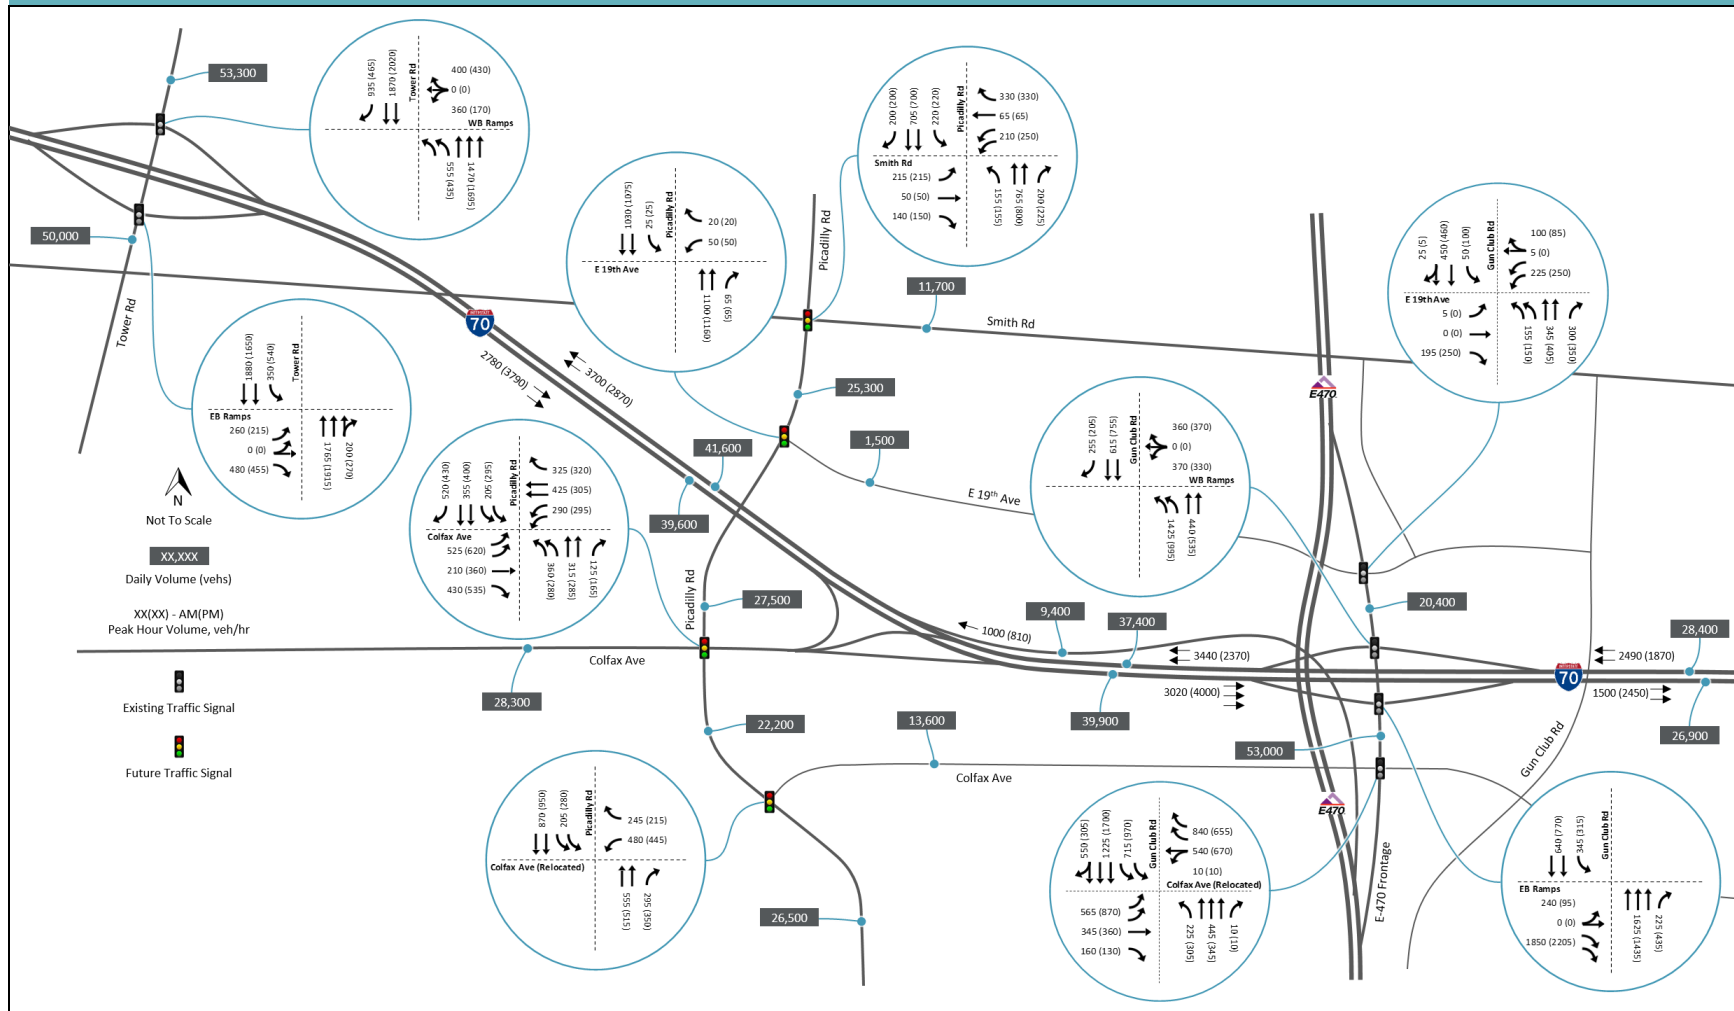 53,300
50,000
Tower Rd
935 (465)
1870 (2020)
Tower Rd
400 (430)
0 (0)
360 (170)
WB Ramps
555 (435)
1470 (1695)
1880 (1650)
350 (540)
Tower Rd
EB Ramps
260 (215)
0 (0)
480 (455)
1765 (1915)
200 (270)
N
Not To Scale
XX,XXX
Daily Volume (vehs)
XX(XX) - AM(PM)
Peak Hour Volume, veh/hr
Existing Traffic Signal
Future Traffic Signal
70
2780 (3790)
3700 (2870)
41,600
39,600
1030 (1075)
25 (25)
Picadilly Rd
20 (20)
50 (50)
E 19th Ave
1100 (1160)
65 (65)
200 (200)
705 (700)
220 (220)
Picadilly Rd
330 (330)
65 (65)
210 (250)
Smith Rd
215 (215)
50 (50)
140 (150)
155 (155)
765 (800)
200 (225)
Picadilly Rd
11,700
Smith Rd
25,300
1,500
E 19th Ave
520 (430)
355 (400)
205 (295)
Picadilly Rd
325 (320)
425 (305)
290 (295)
Colfax Ave
525 (620)
210 (360)
430 (535)
360 (280)
315 (285)
125 (165)
Picadilly Rd
27,500
Colfax Ave
28,300
22,200
13,600
Colfax Ave
26,500
870 (950)
205 (280)
Picadilly Rd
245 (215)
480 (445)
Colfax Ave (Relocated)
555 (515)
295 (350)
25 (5)
450 (460)
50 (100)
Gun Club Rd
100 (85)
5 (0)
225 (250)
E 19th Ave
5 (0)
0 (0)
195 (250)
155 (150)
345 (405)
300 (350)
E470
255 (205)
615 (755)
Gun Club Rd
360 (370)
0 (0)
370 (330)
WB Ramps
1425 (995)
440 (535)
20,400
1000 (810)
9,400
37,400
3440 (2370)
3020 (4000)
39,900
2490 (1870)
28,400
70
1500 (2450)
26,900
53,000
Gun Club Rd
E470
E-470 Frontage
550 (305)
1225 (1700)
715 (970)
Gun Club Rd
840 (655)
540 (670)
10 (10)
Colfax Ave (Relocated)
565 (870)
345 (360)
160 (130)
225 (305)
445 (345)
10 (10)
640 (770)
345 (315)
Gun Club Rd
EB Ramps
240 (95)
0 (0)
1850 (2205)
1625 (1435)
225 (435)